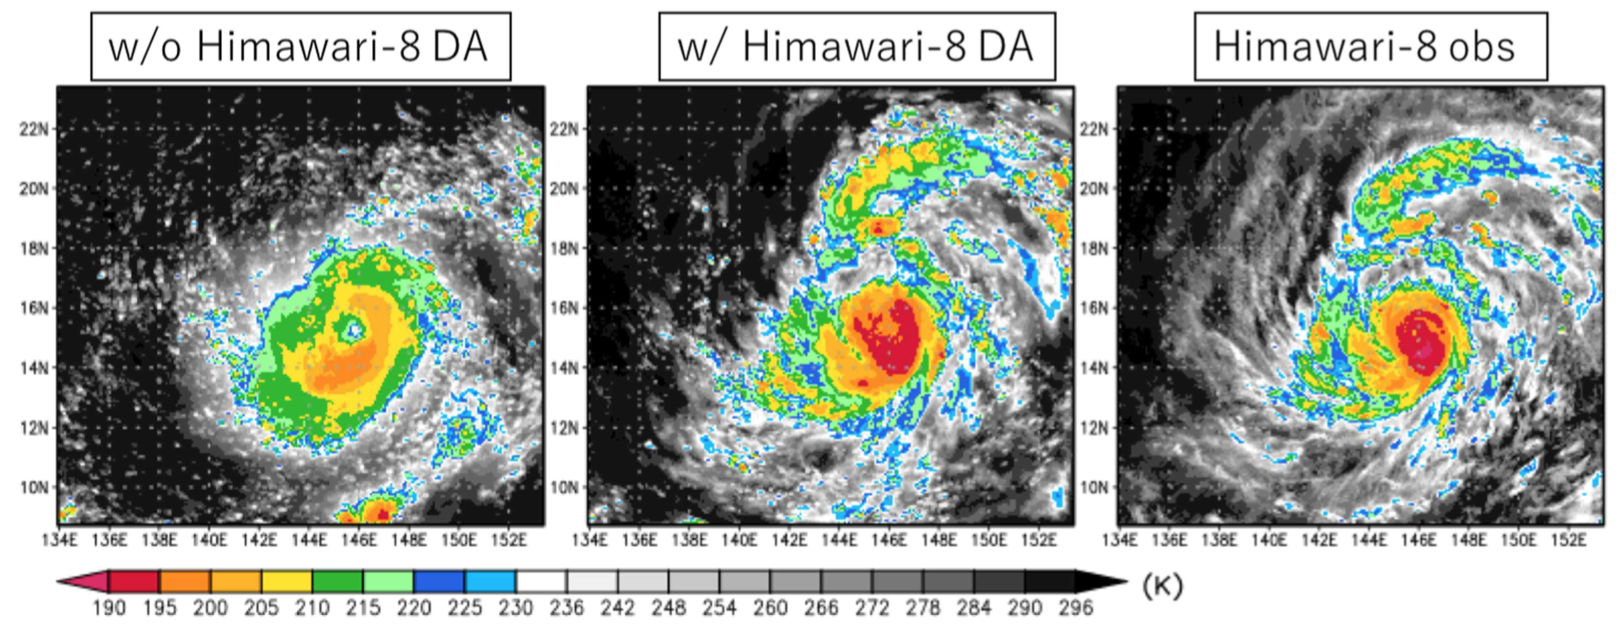 w/o Himawari-8 DA
w/ Himawari-8 DA
Himawari-8 obs
22N
20N
18N
16N
14N
12N
10N
134E 136E 138E 140E 142E 144E 146E 148E 150E 152E
22N
20N
18N
16N
14N
12N
10N
134E 136E 138E 140E 142E 144E 146E 148E 150E 152E
22N
20N
18N
16N
14N
12N
10N
134E 136E 138E 140E 142E 144E 146E 148E 150E 152E
190 195 200 205 210 215 220 225 230 236 242 248 254 260 266 272 278 284 290 296
(K)